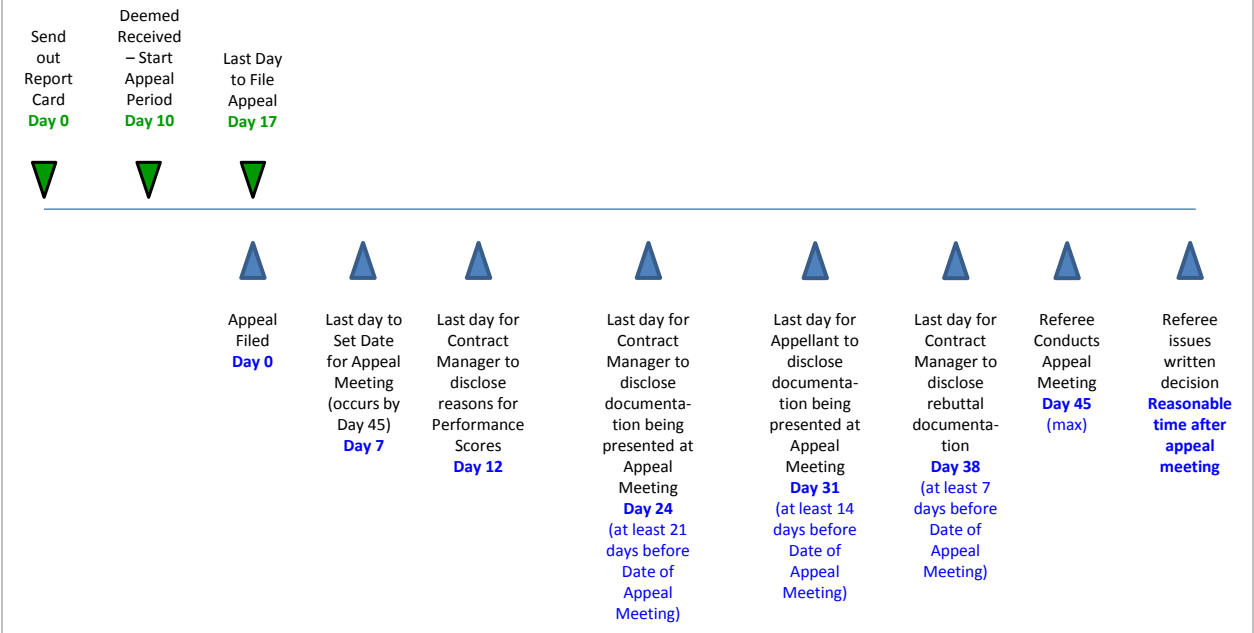 Send
out
Report
Card
Day 0
Deemed
Received
– Start
Appeal
Period
Day 10
Last Day
to File
Appeal
Day 17
Appeal
Filed
Day 0
Last day to
Set Date
for Appeal
Meeting
(occurs by
Day 45)
Day 7
Last day for
Contract
Manager to
disclose
reasons for
Performance
Scores
Day 12
Last day for
Contract
Manager to
disclose
documenta-
tion being
presented at
Appeal
Meeting
Day 24
(at least 21
days before
Date of
Appeal
Meeting)
Last day for
Appellant to
disclose
documenta-
tion being
presented at
Appeal
Meeting
Day 31
(at least 14
days before
Date of
Appeal
Meeting)
Last day for
Contract
Manager to
disclose
rebuttal
documenta-
tion
Day 38
(at least 7
days before
Date of
Appeal
Meeting)
Referee
Conducts
Appeal
Meeting
Day 45
(max)
Referee
issues
written
decision
Reasonable
time after
appeal
meeting